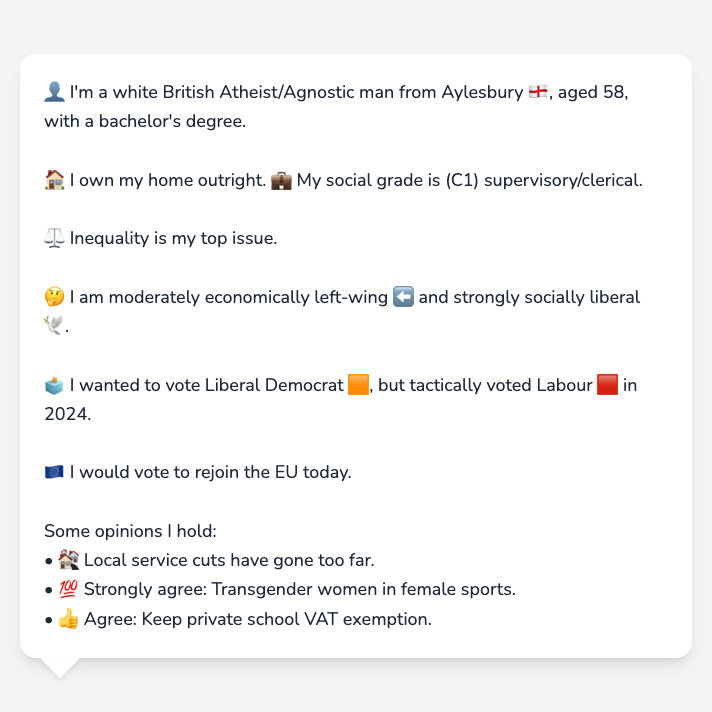 👤 I'm a white British Atheist/Agnostic man from Aylesbury 🏴󠁧󠁢󠁥󠁮󠁧󠁿, aged 58,
with a bachelor's degree.
🏠 I own my home outright. 💼 My social grade is (C1) supervisory/clerical.
⚖️ Inequality is my top issue.
🤔 I am moderately economically left-wing ⬅️ and strongly socially liberal
🕊️.
🗳️ I wanted to vote Liberal Democrat 🟧, but tactically voted Labour 🟥 in
2024.
🇪🇺 I would vote to rejoin the EU today.
Some opinions I hold:
• 🏘️ Local service cuts have gone too far.
• 💯 Strongly agree: Transgender women in female sports.
• 👍 Agree: Keep private school VAT exemption.